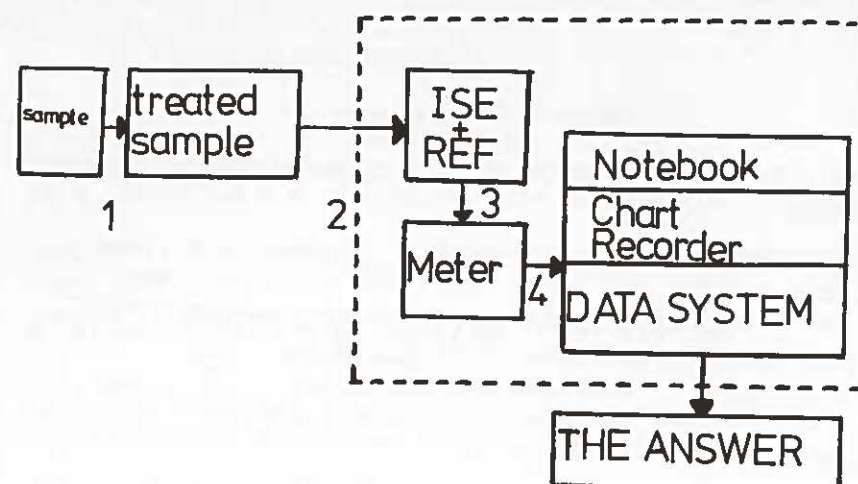 sample
treated
sample
1
2
ISE
+
REF
3
Meter
4
Notebook
Chart
Recorder
DATA SYSTEM
THE ANSWER